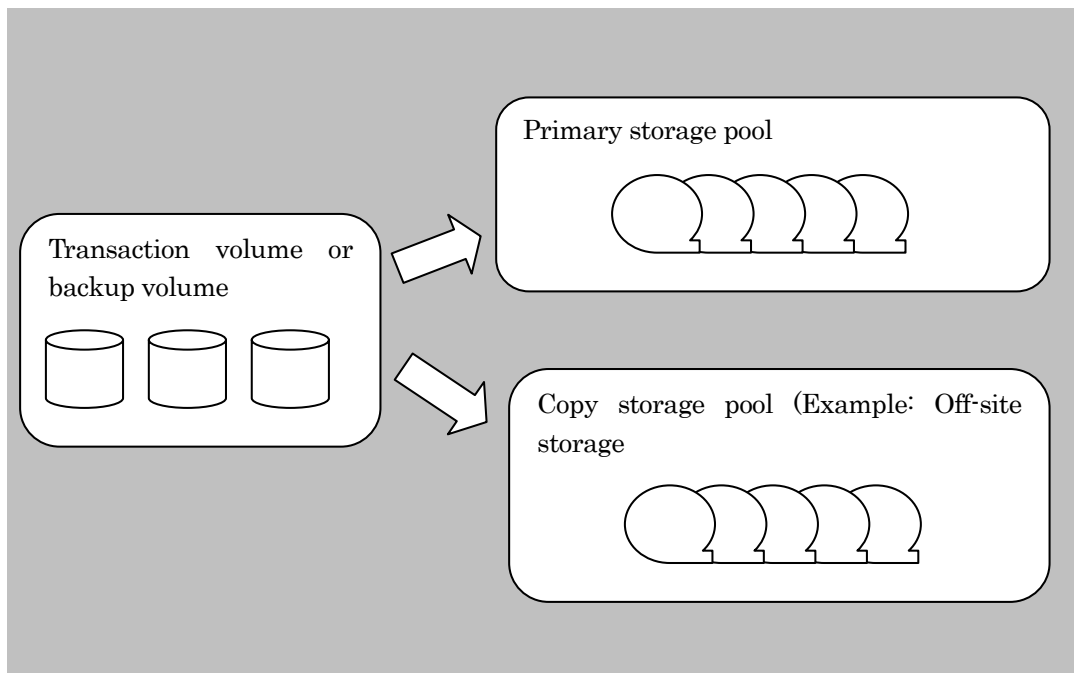 Primary storage pool
Transaction volume or
backup volume
Copy storage pool (Example: Off-site
storage